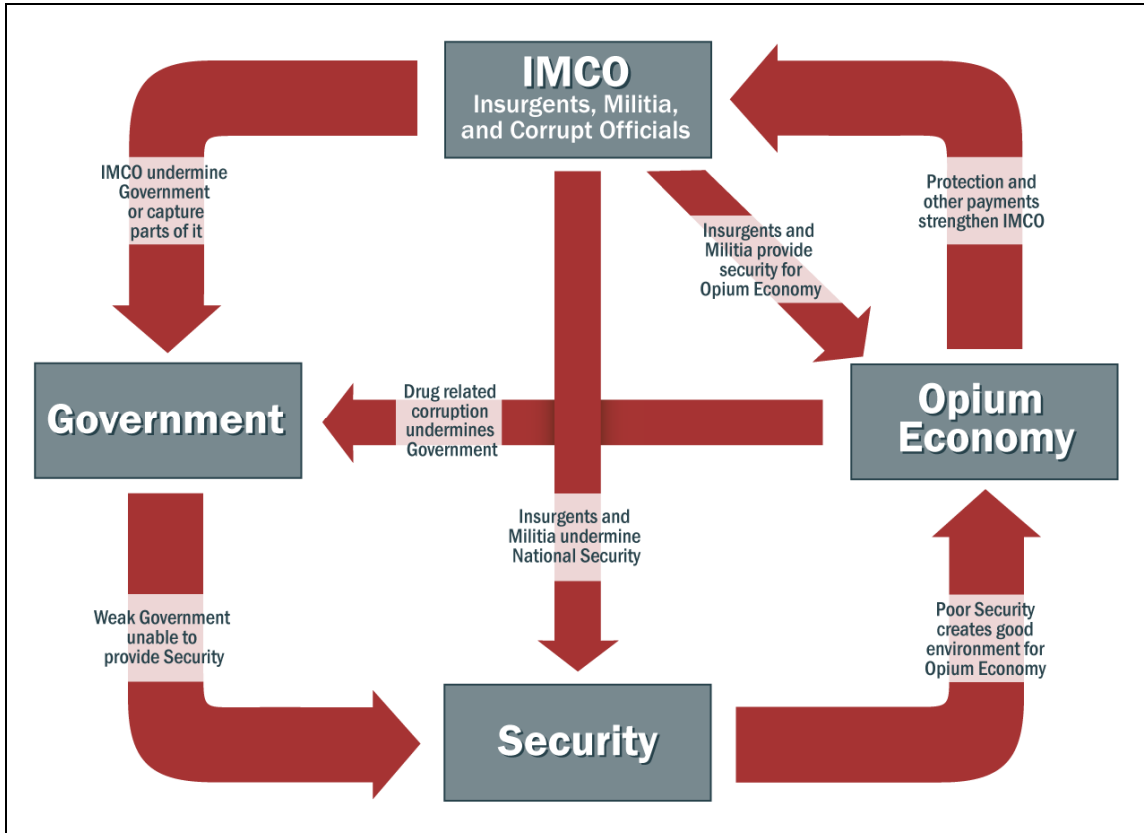 IMCO
Insurgents, Militia,
and Corrupt Officials
IMCO undermine
Government
or capture
parts of it
Insurgents and
Militia provide
security for
Opium Economy
Protection and
other payments
strengthen IMCO
Government
Drug related
corruption
undermines
Government
Opium
Economy
Insurgents and
Militia undermine
National Security
Weak Government
unable to
provide Security
Poor Security
creates good
environment for
Opium Economy
Security